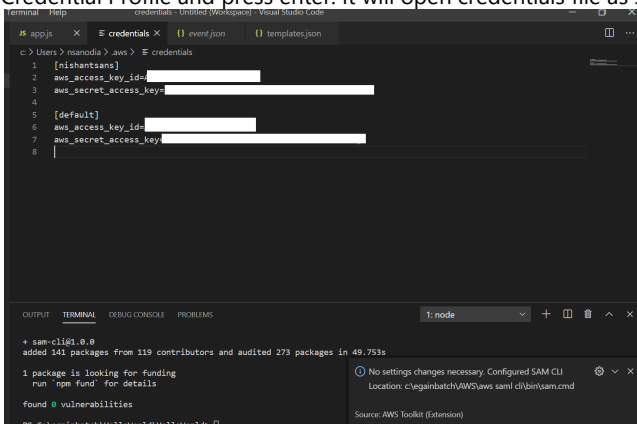 Credential Profile and press enter. It will open credentials file as s
Terminal Help credentials - Untitled (Workspace) - Visual Studio Code
JS app.js credentials {} event.json {} templates.json
c: > Users > nsanodia > .aws > credentials
1 [nishantsans]
2 aws_access_key_id=
3 aws_secret_access_key=
4
5 [default]
6 aws_access_key_id=
7 aws_secret_access_key=
8
OUTPUT TERMINAL DEBUG CONSOLE PROBLEMS 1: node
+ sam-cli@1.0.0
added 141 packages from 119 contributors and audited 273 packages in 49.753s
1 package is looking for funding
run `npm fund` for details
found 0 vulnerabilities
No settings changes necessary. Configured SAM CLI
Location: c:\egainbatch\AWS\aws saml cli\bin\sam.cmd
Source: AWS Toolkit (Extension)